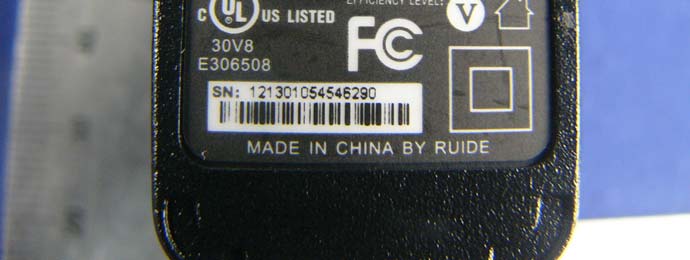 EFFICIENCY LEVEL: V
C UL US LISTED
30V8
E306508
FC
SN: 121301054546290
MADE IN CHINA BY RUIDE